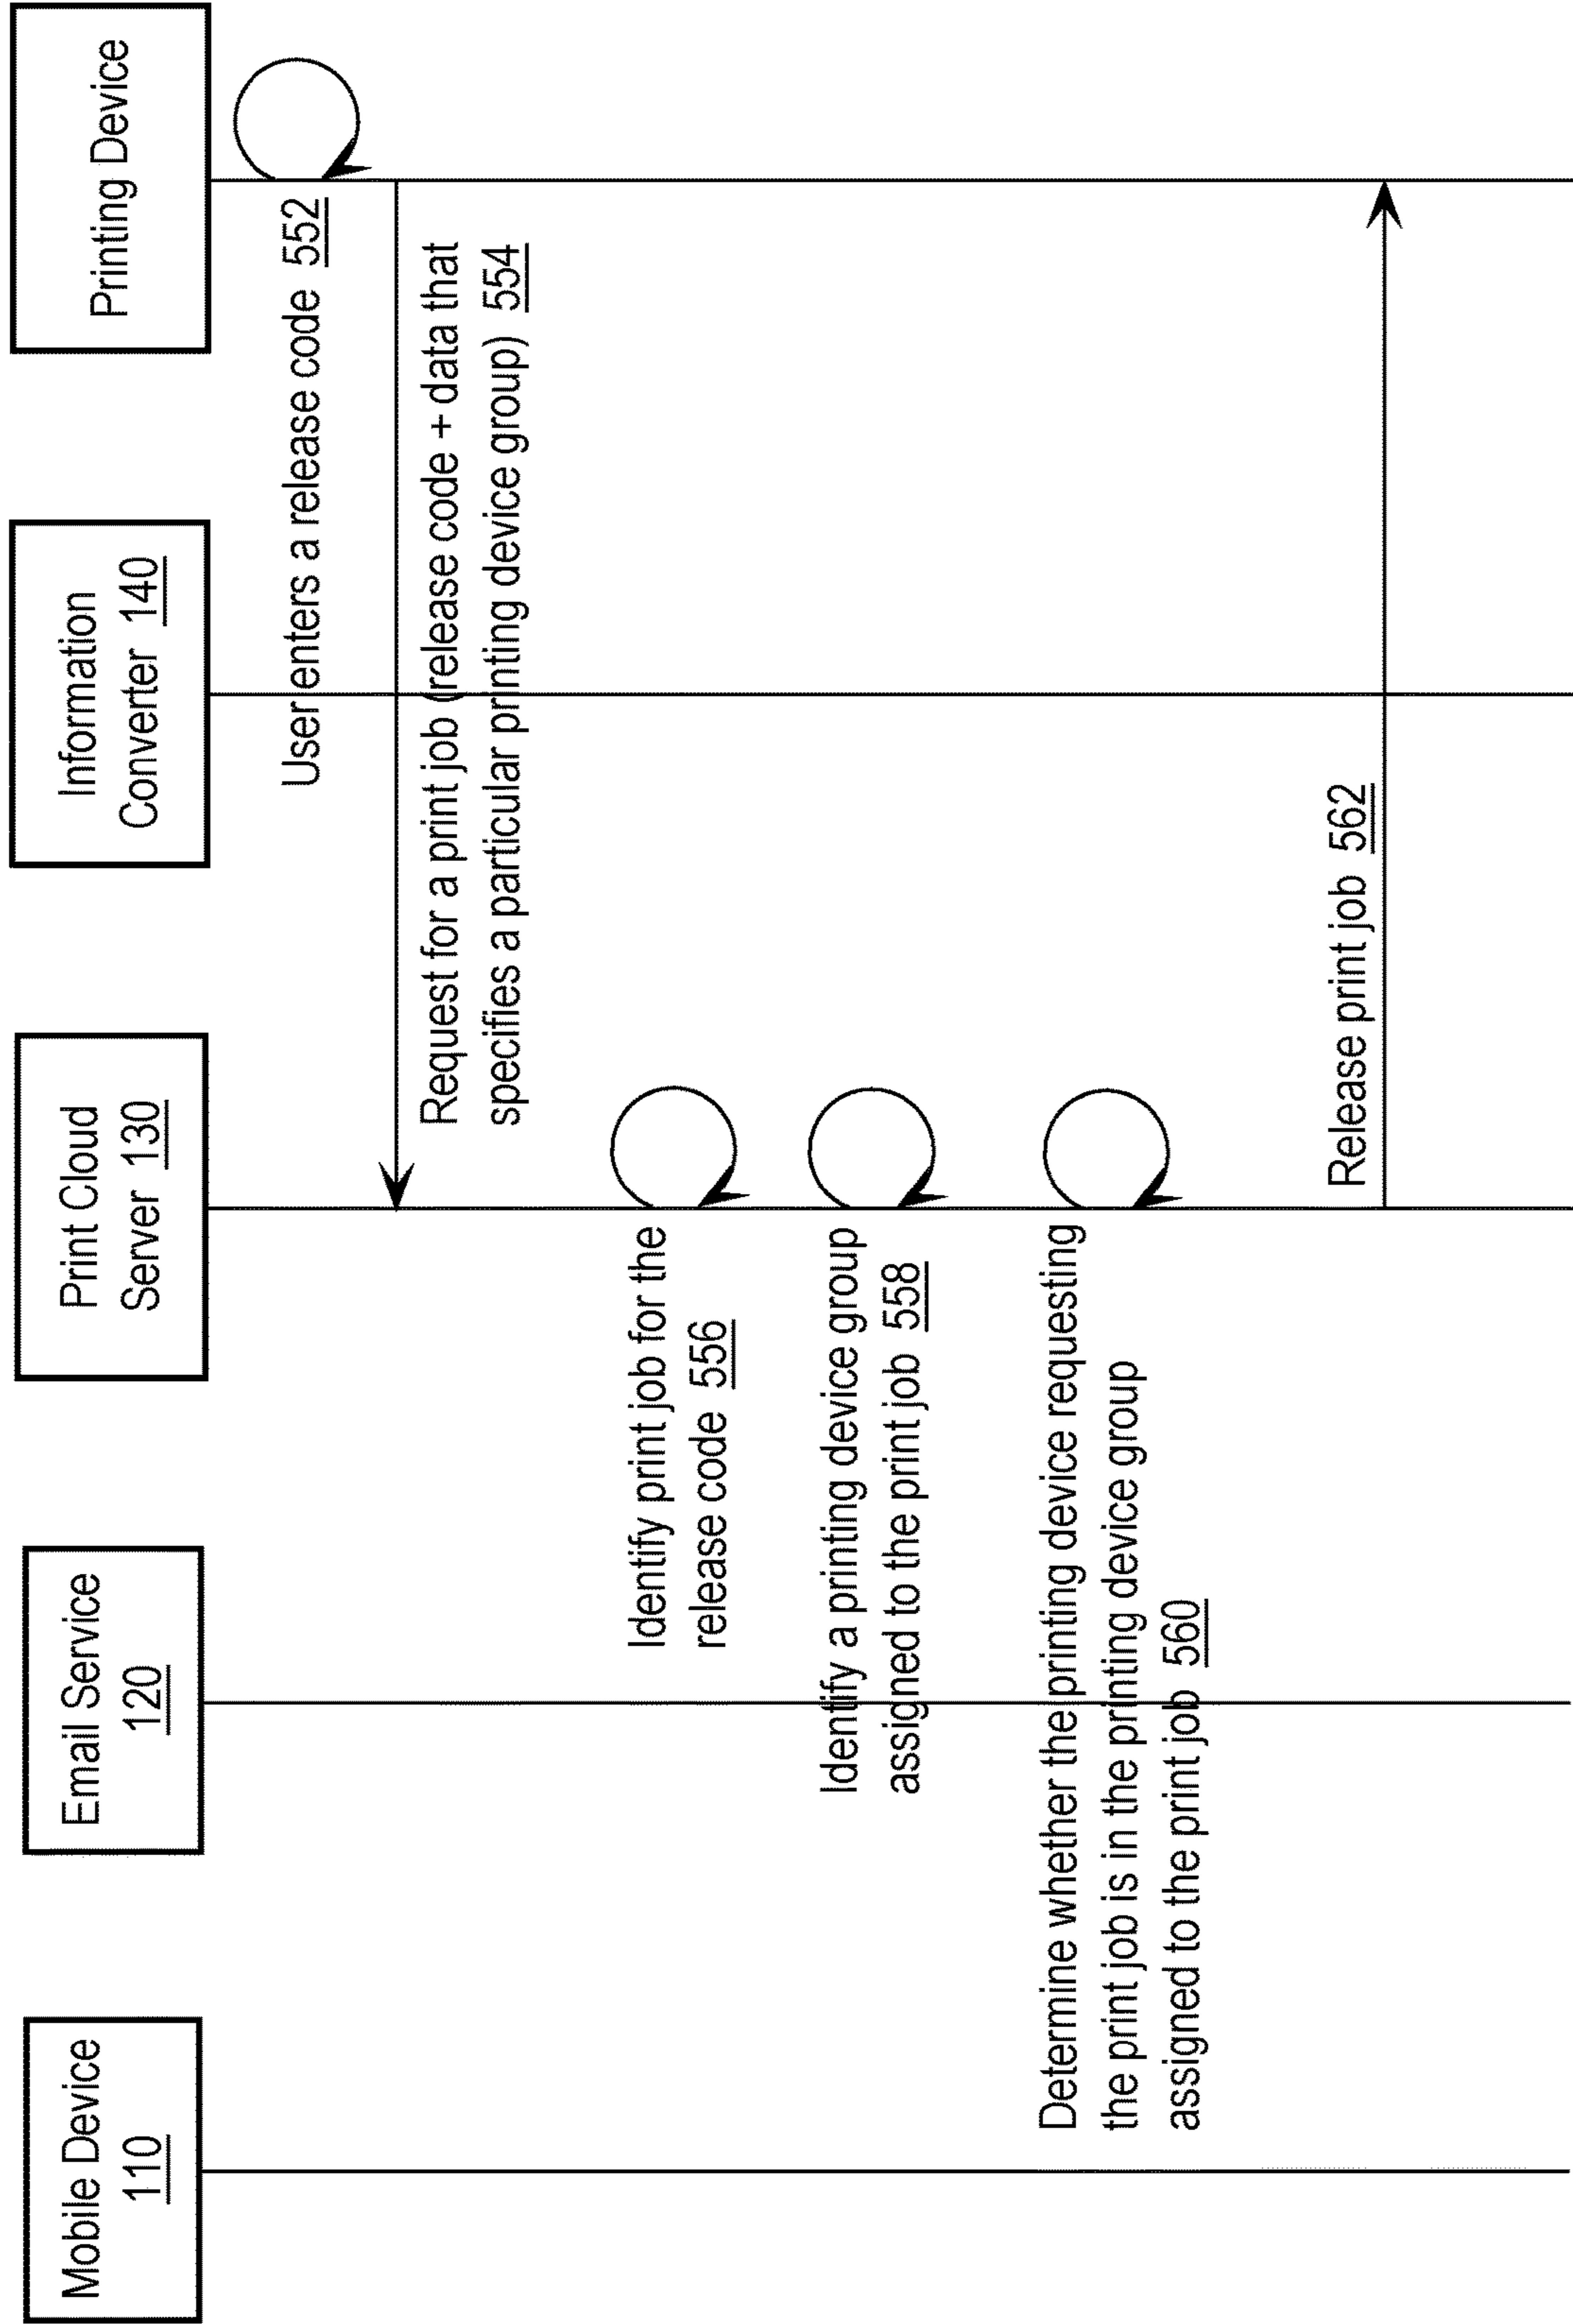 Mobile Device
110
Email Service
120
Print Cloud
Server 130
Information
Converter 140
Printing Device
User enters a release code 552
Request for a print job (release code + data that
specifies a particular printing device group) 554
Identify print job for the
release code 556
Identify a printing device group
assigned to the print job 558
Determine whether the printing device requesting
the print job is in the printing device group
assigned to the print job 560
Release print job 562